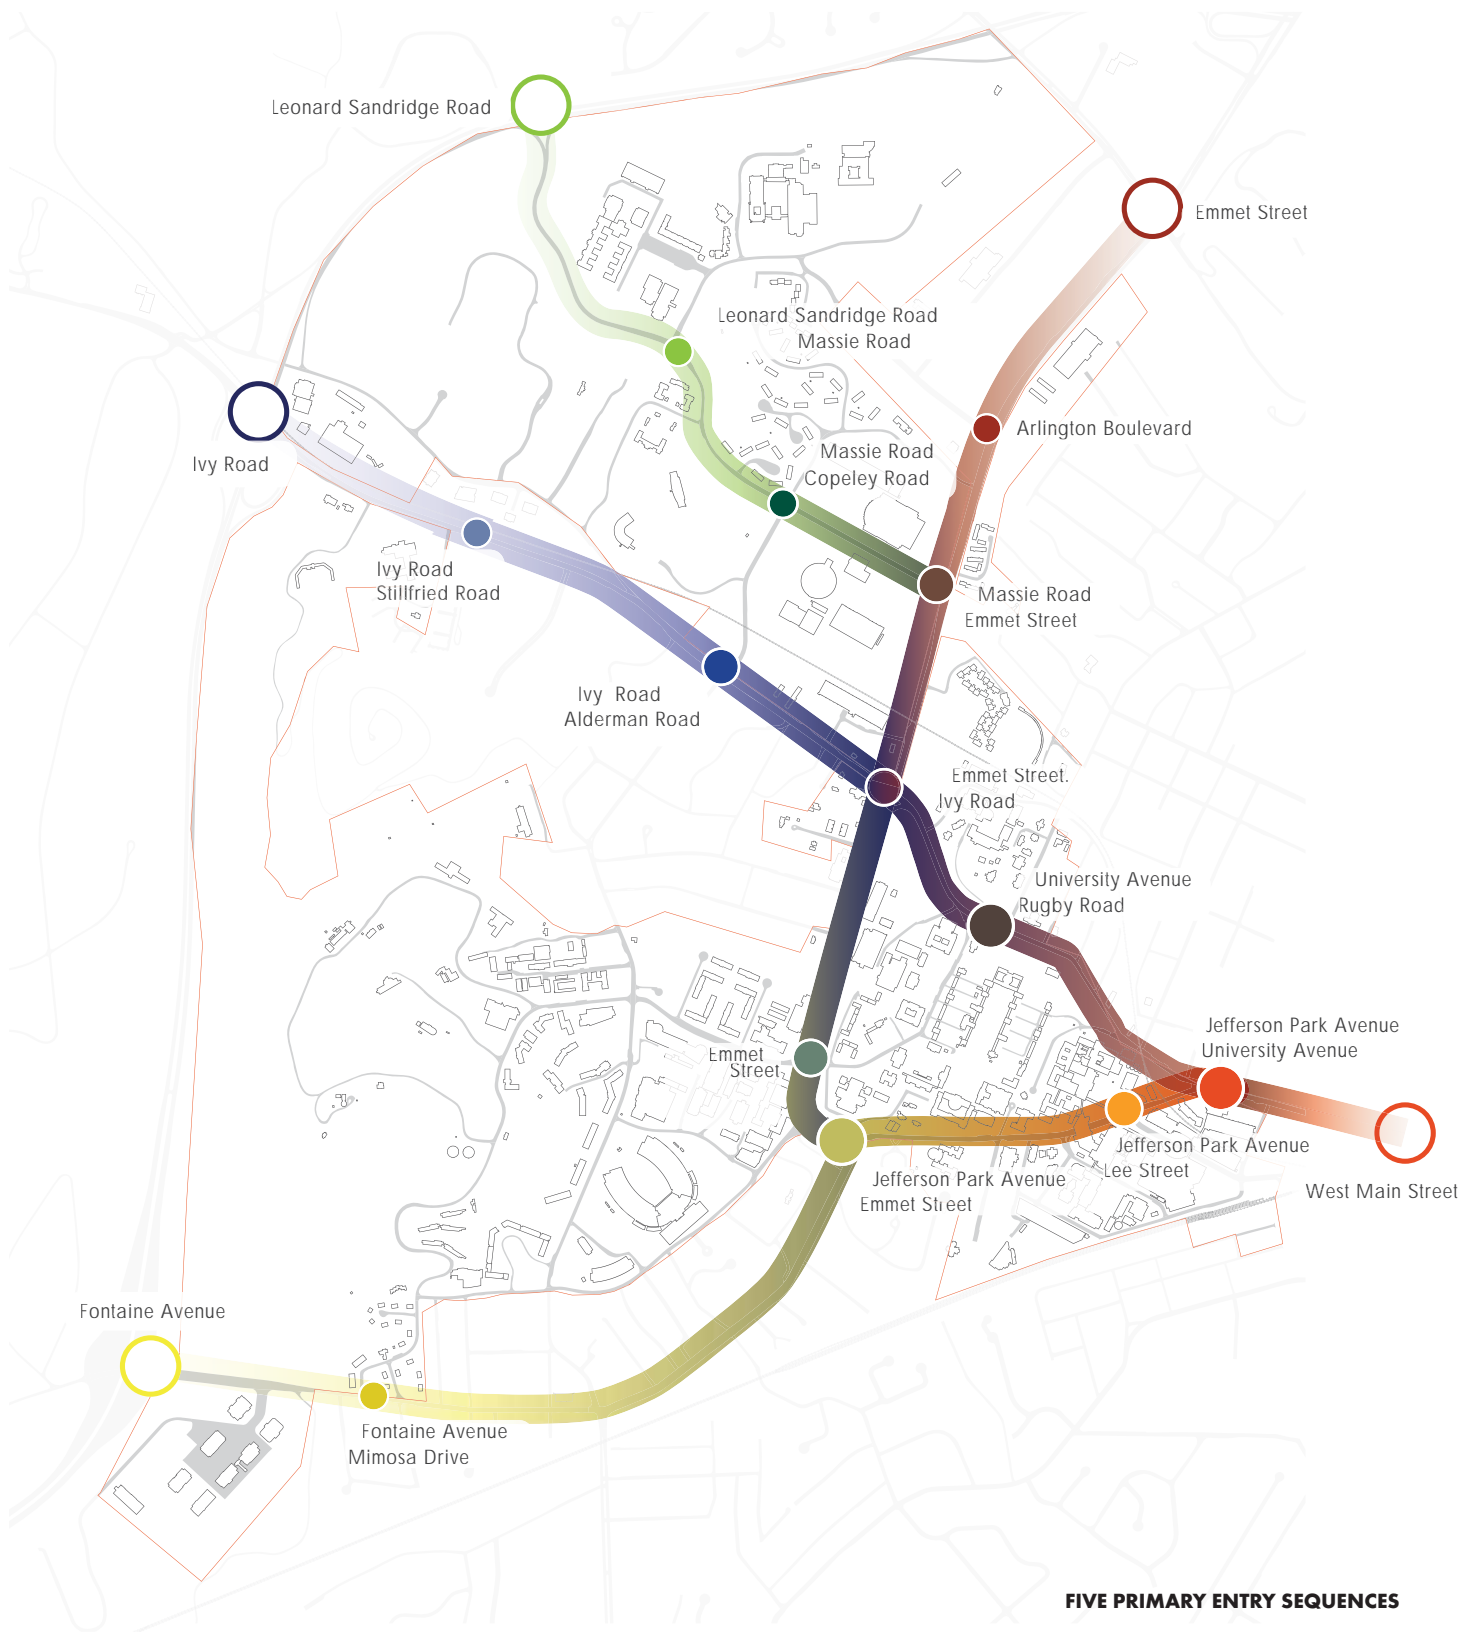 Leonard Sandridge Road
Emmet Street
Leonard Sandridge Road
Massie Road
Arlington Boulevard
Ivy Road
Massie Road
Copeley Road
Ivy Road
Stillfried Road
Massie Road
Emmet Street
Ivy Road
Alderman Road
Emmet Street.
Ivy Road
University Avenue
Rugby Road
Jefferson Park Avenue
University Avenue
Emmet
Street
Jefferson Park Avenue
Lee Street
Jefferson Park Avenue
Emmet Street
West Main Street
Fontaine Avenue
Fontaine Avenue
Mimosa Drive
FIVE PRIMARY ENTRY SEQUENCES